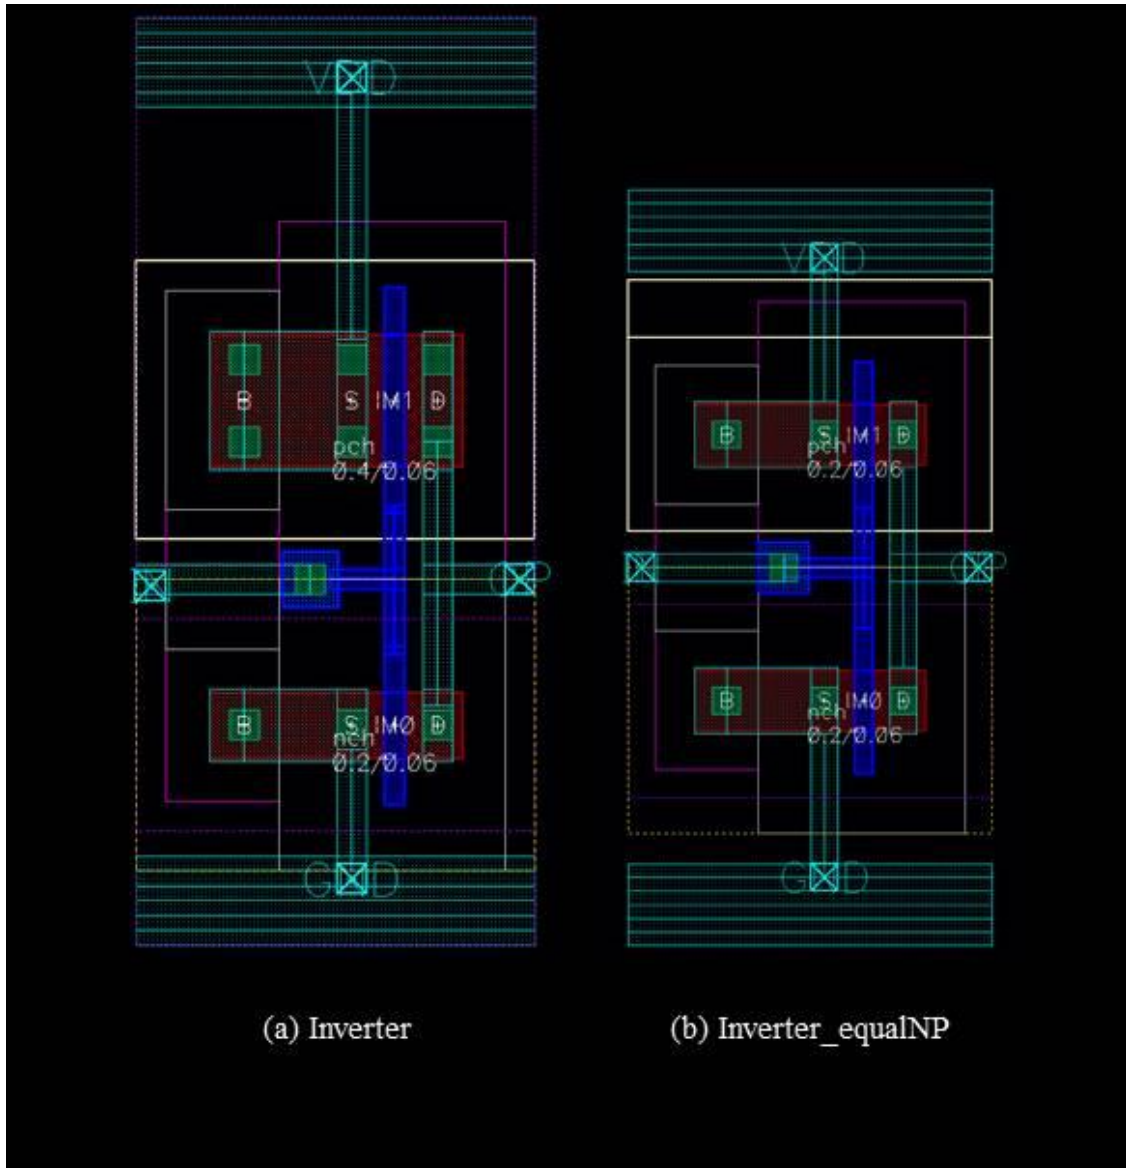 VDD
VDD
B S IM1 D
pch
0.4/0.06
B S IM1 D
pch
0.2/0.06
OP
OP
B S IM0 D
nch
0.2/0.06
B S IM0 D
nch
0.2/0.06
GND
GND
(a) Inverter
(b) Inverter_equalNP